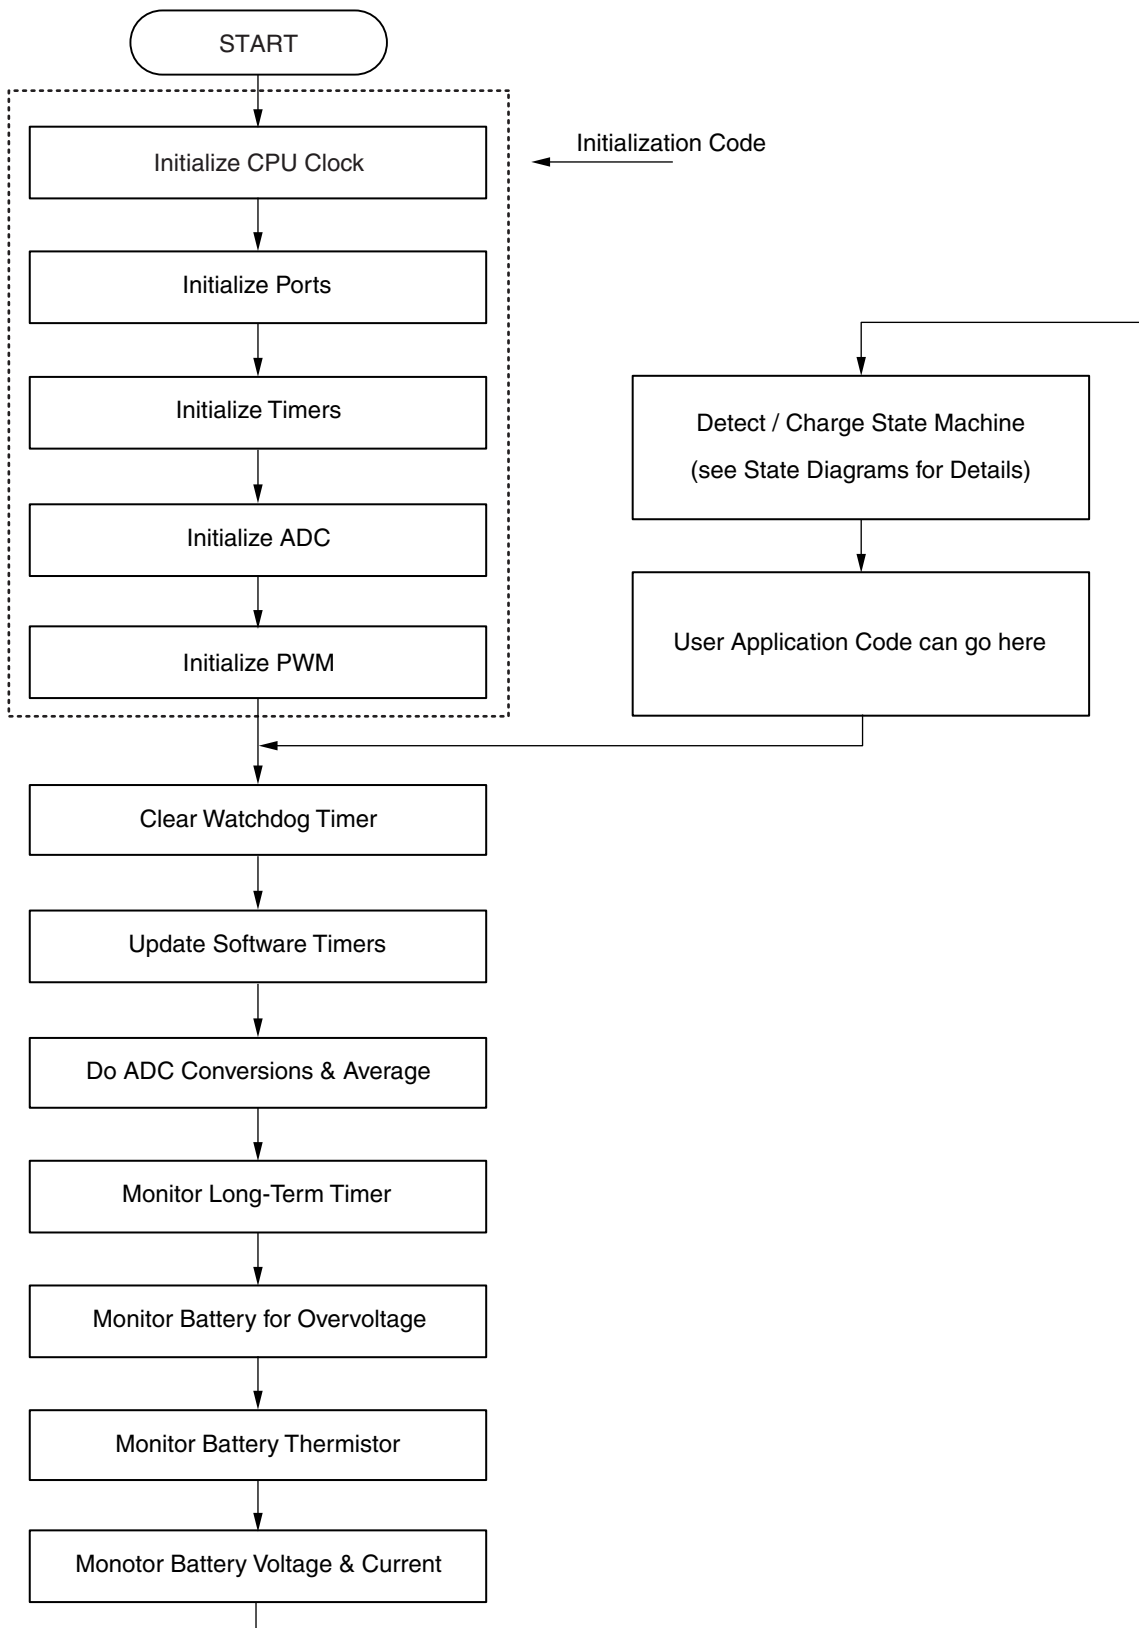 START
Initialize CPU Clock
Initialization Code
Initialize Ports
Initialize Timers
Initialize ADC
Initialize PWM
Detect / Charge State Machine
(see State Diagrams for Details)
User Application Code can go here
Clear Watchdog Timer
Update Software Timers
Do ADC Conversions & Average
Monitor Long-Term Timer
Monitor Battery for Overvoltage
Monitor Battery Thermistor
Monotor Battery Voltage & Current